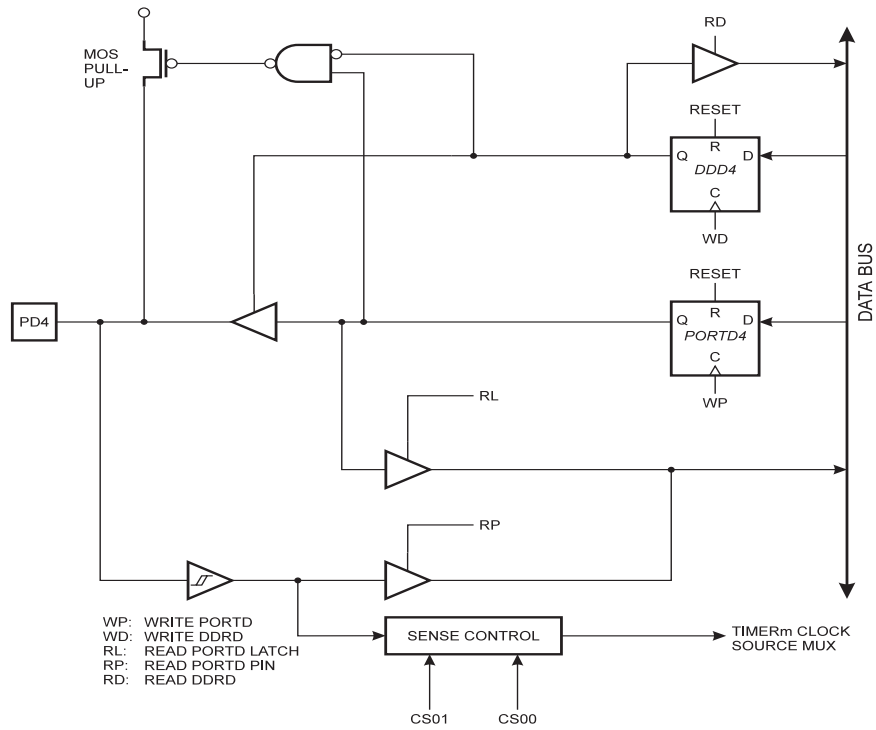 RD
MOS
PULL-
UP
RESET
R
Q
D
DDD4
C
WD
RESET
PD4
R
Q
D
PORTD4
C
WP
DATA BUS
RL
RP
WP: WRITE PORTD
WD: WRITE DDRD
RL: READ PORTD LATCH
RP: READ PORTD PIN
RD: READ DDRD
SENSE CONTROL
TIMERm CLOCK
SOURCE MUX
CS01
CS00